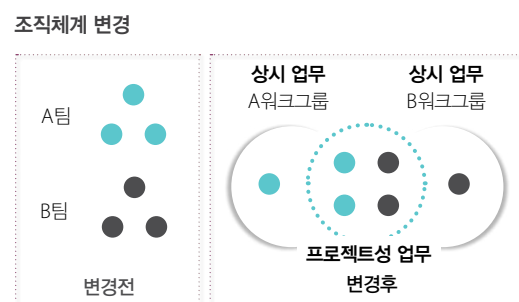 조직체계 변경
A팀
B팀
변경전
상시 업무
A워크그룹
상시 업무
B워크그룹
프로젝트성 업무
변경후